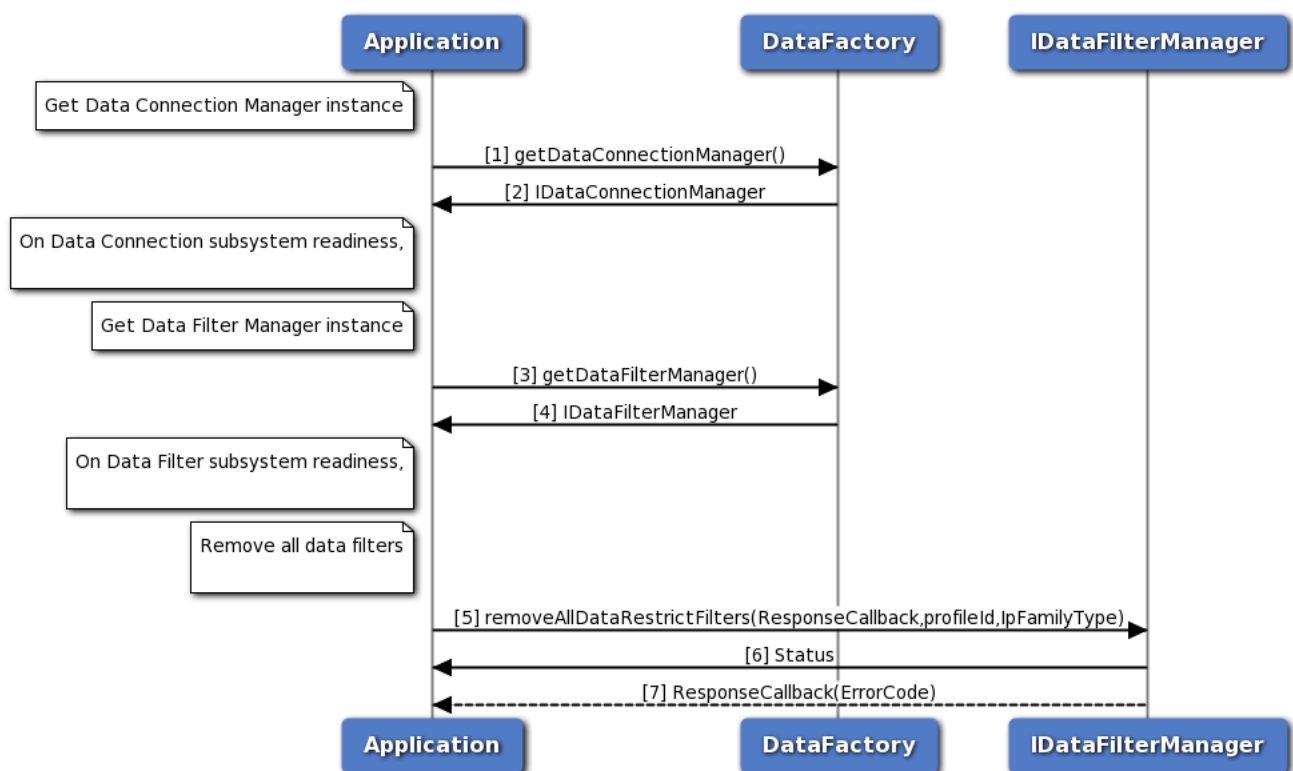 Application
DataFactory
IDataFilterManager
Get Data Connection Manager instance
[1] getDataConnectionManager()
[2] IDataConnectionManager
On Data Connection subsystem readiness,
Get Data Filter Manager instance
[3] getDataFilterManager()
[4] IDataFilterManager
On Data Filter subsystem readiness,
Remove all data filters
[5] removeAllDataRestrictFilters(ResponseCallback,profileId,IpFamilyType)
[6] Status
[7] ResponseCallback(ErrorCode)
Application
DataFactory
IDataFilterManager